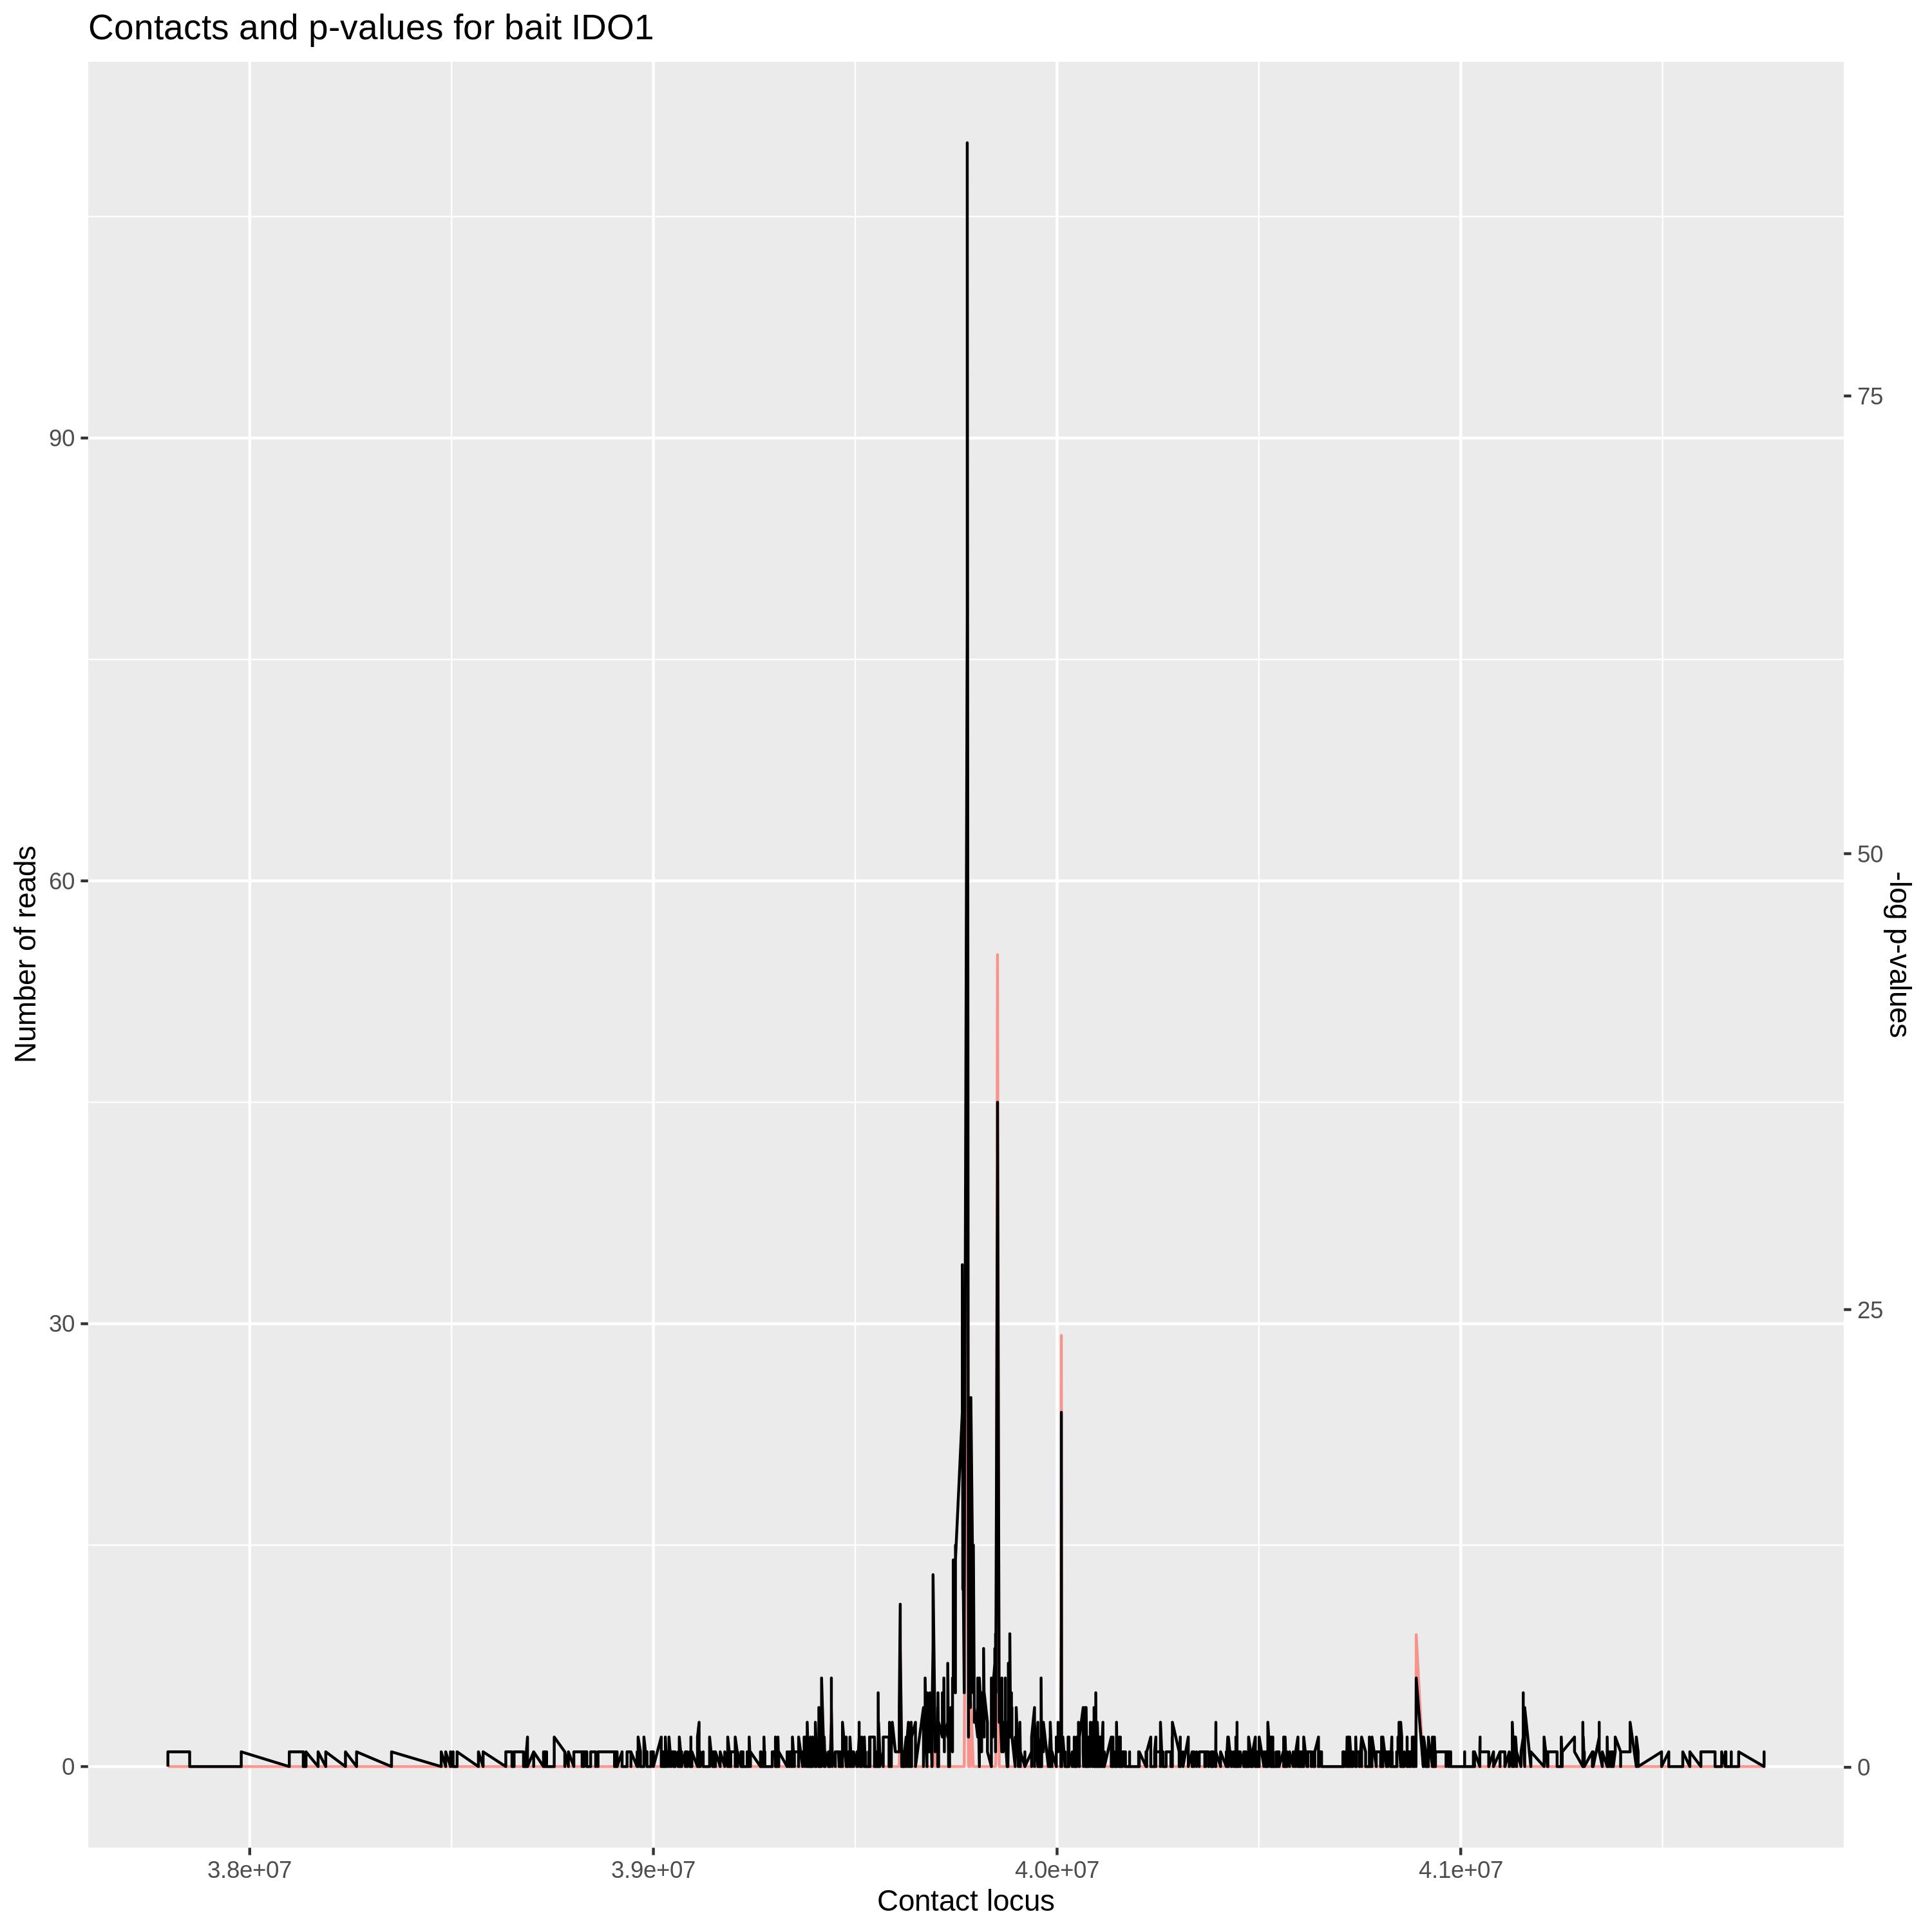 Contacts and p-values for bait IDO1
90
60
30
0
75
50
25
0
Number of reads
-log p-values
3.8e+07
3.9e+07
4.0e+07
4.1e+07
Contact locus